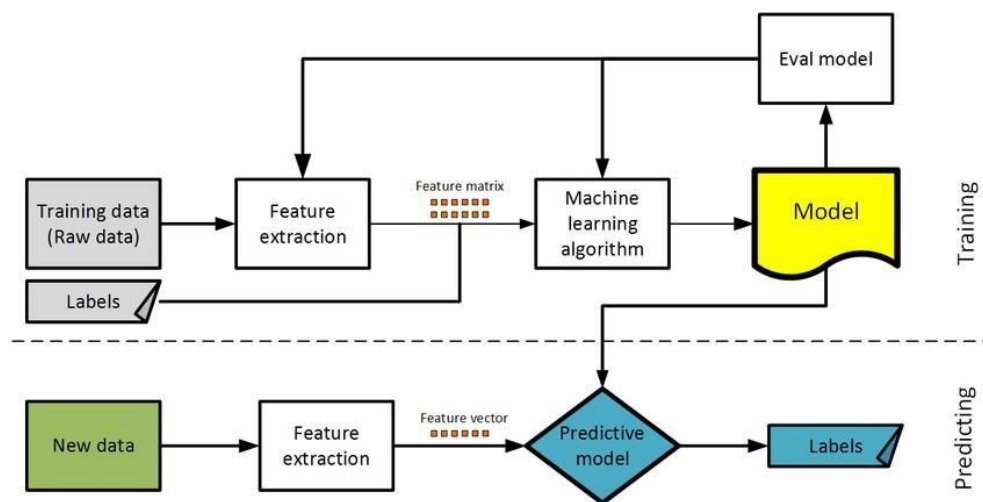 Eval model
Training data
(Raw data)
Feature
extraction
Feature matrix
Machine
learning
algorithm
Model
Labels
Training
New data
Feature
extraction
Feature vector
Predictive
model
Labels
Predicting